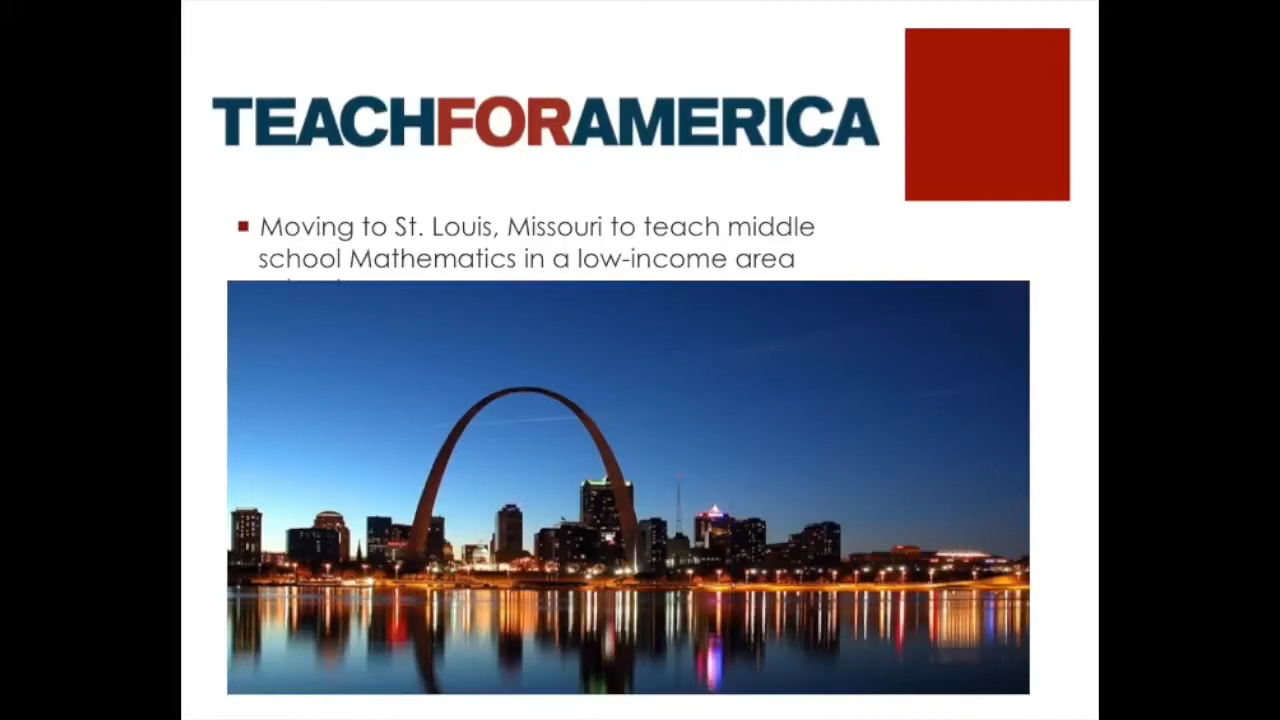 TEACHFORAMERICA
Moving to St. Louis, Missouri to teach middle
school Mathematics in a low-income area